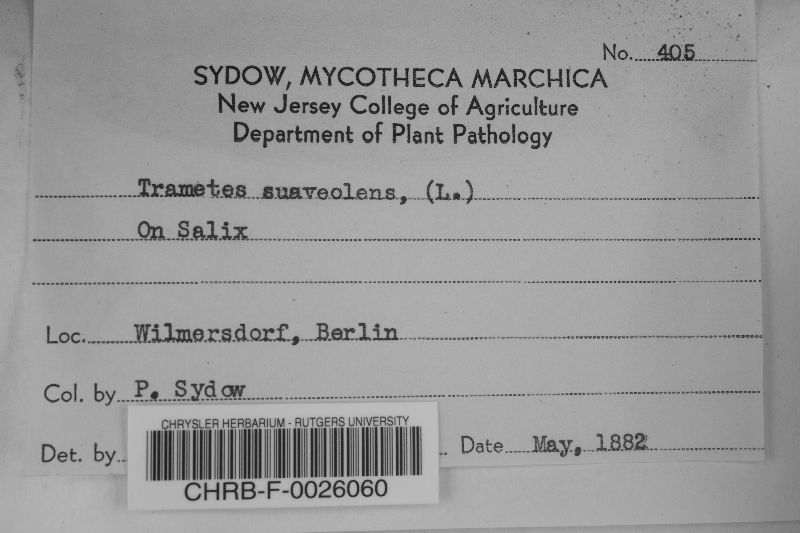 No. 405
SYDOW, MYCOTHECA MARCHICA
New Jersey College of Agriculture
Department of Plant Pathology
Trametes suaveolens, (L.)
On Salix
Loc. Wilmersdorf, Berlin
Col. by P. Sydow
Det. by
Date May, 1882
CHRYSLER HERBARIUM - RUTGERS UNIVERSITY
CHRB-F-0026060